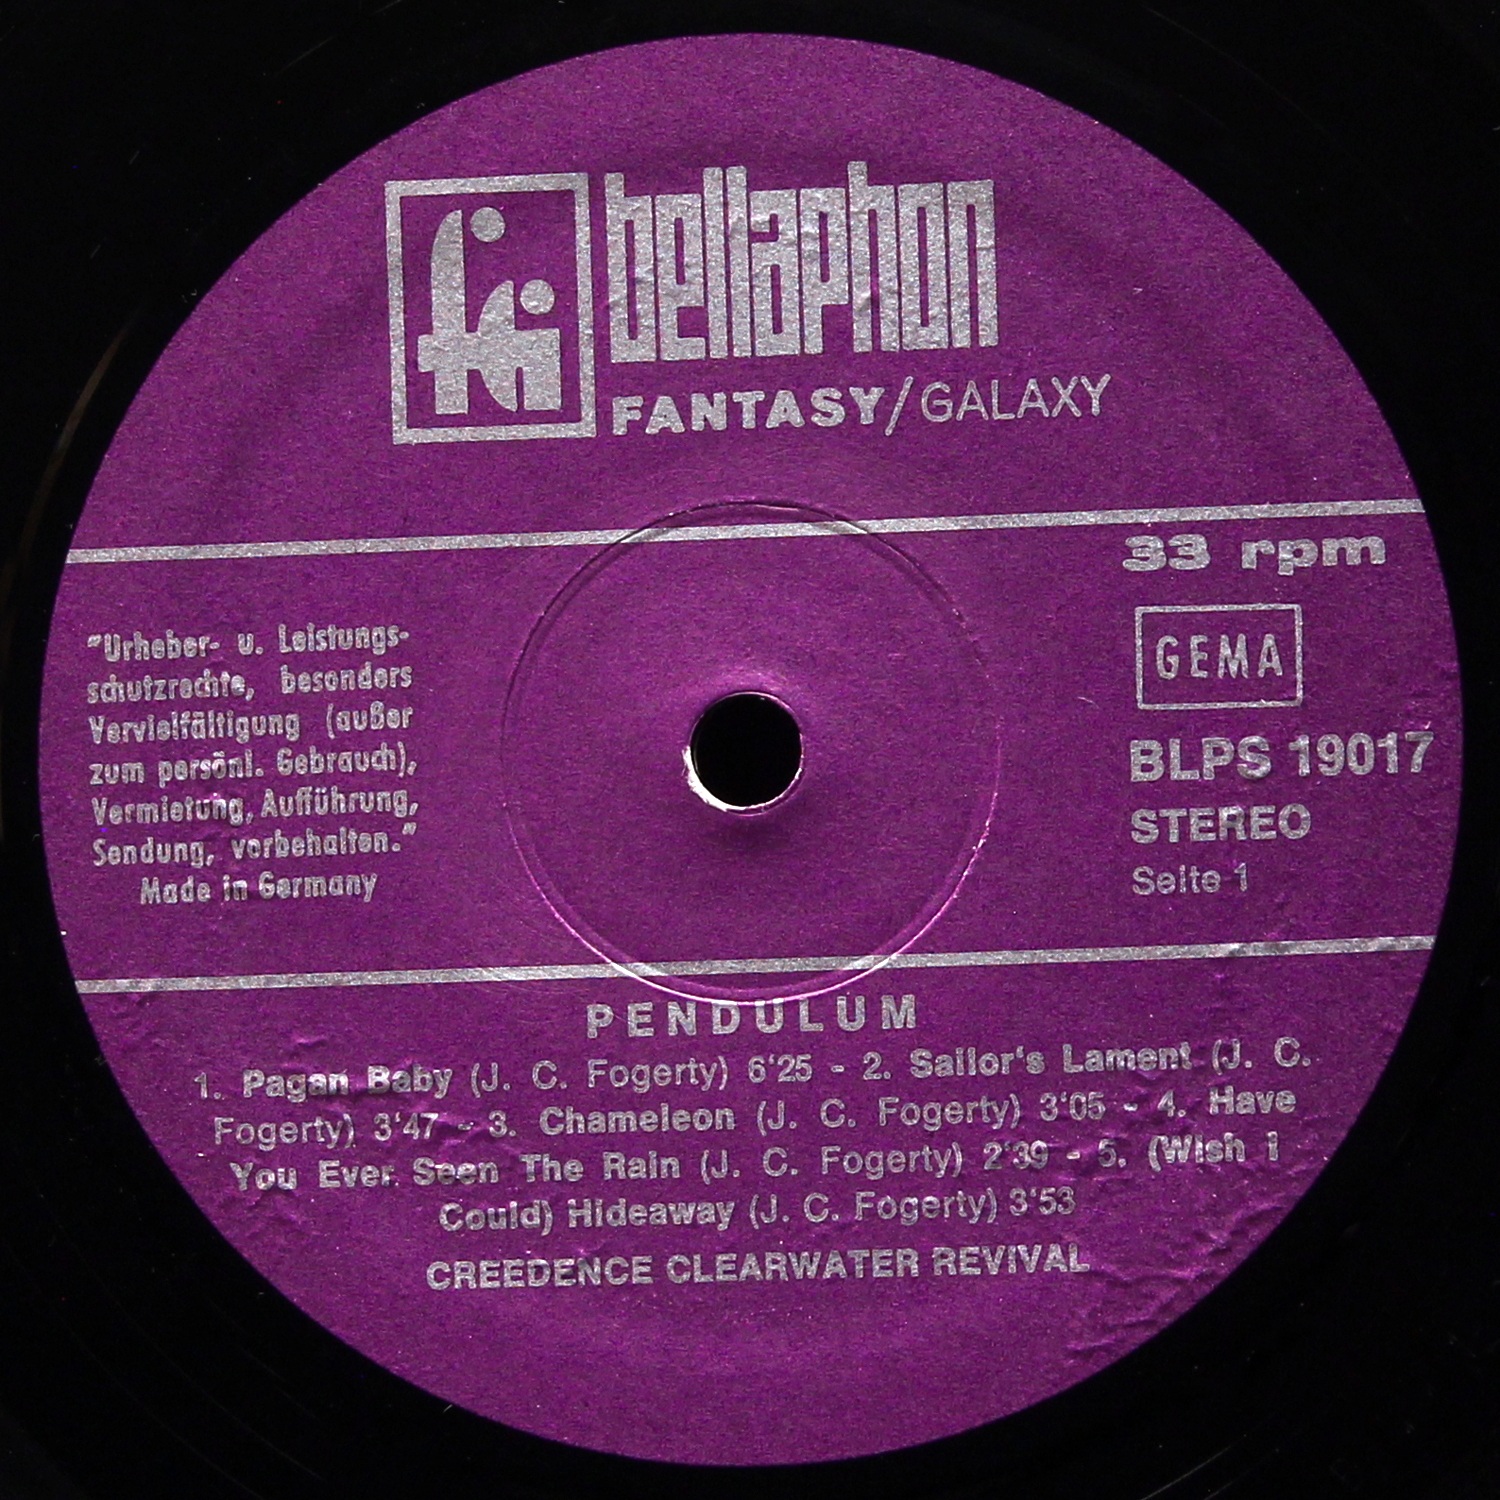 bellaphon
FANTASY/GALAXY
33 rpm
GEMA
BLPS 19017
STEREO
Seite 1
"Urheber- u. Leistungs-
schutzrechte, besonders
Vervielfältigung (außer
zum persönl. Gebrauch),
Vermietung, Aufführung,
Sendung, vorbehalten."
Made in Germany
PENDULUM
1. Pagan Baby (J. C. Fogerty) 6'25 - 2. Sailor's Lament (J. C.
Fogerty) 3'47 - 3. Chameleon (J. C. Fogerty) 3'05 - 4. Have
You Ever Seen The Rain (J. C. Fogerty) 2'39 - 5. (Wish I
Could) Hideaway (J. C. Fogerty) 3'53
CREEDENCE CLEARWATER REVIVAL